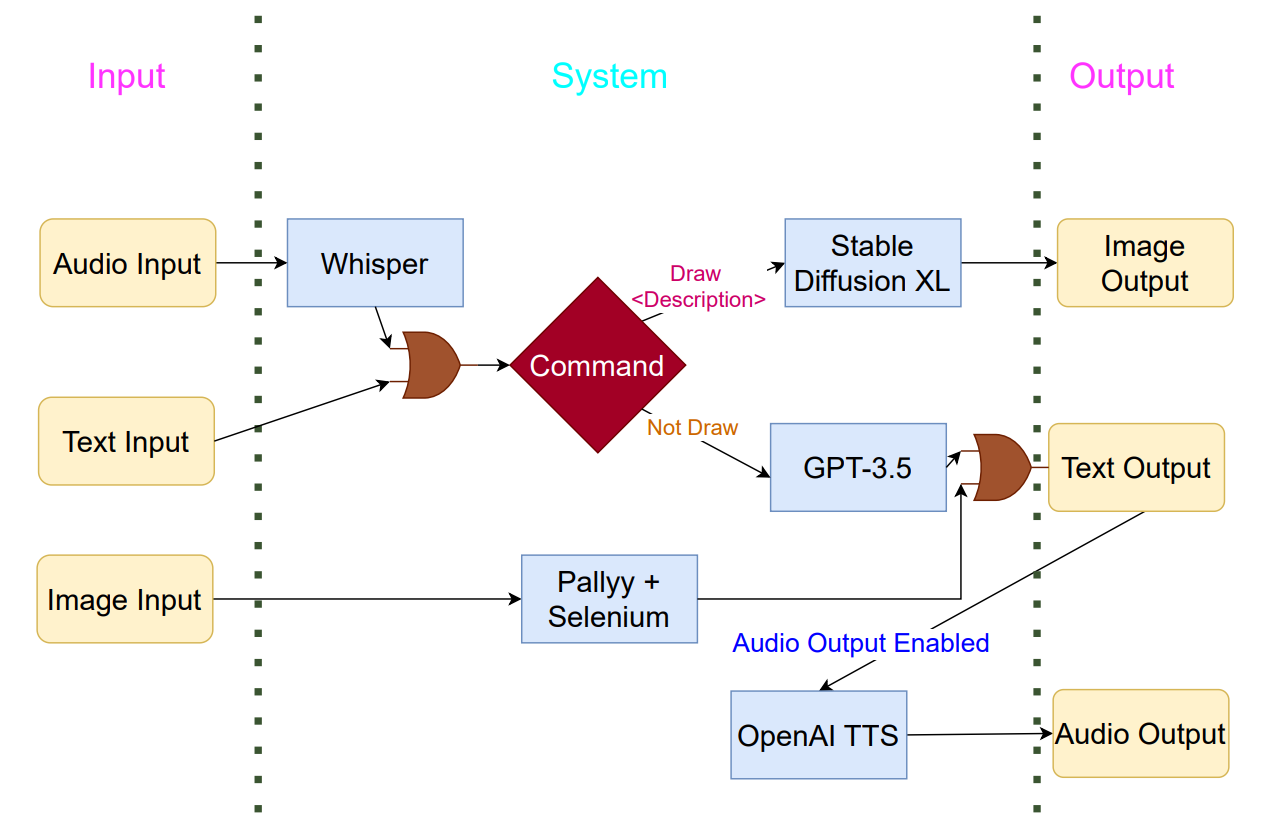 Input
System
Output
Audio Input
Whisper
Draw
<Description>
Stable
Diffusion XL
Image
Output
Command
Text Input
Not Draw
GPT-3.5
Text Output
Image Input
Pallyy +
Selenium
Audio Output Enabled
OpenAI TTS
Audio Output